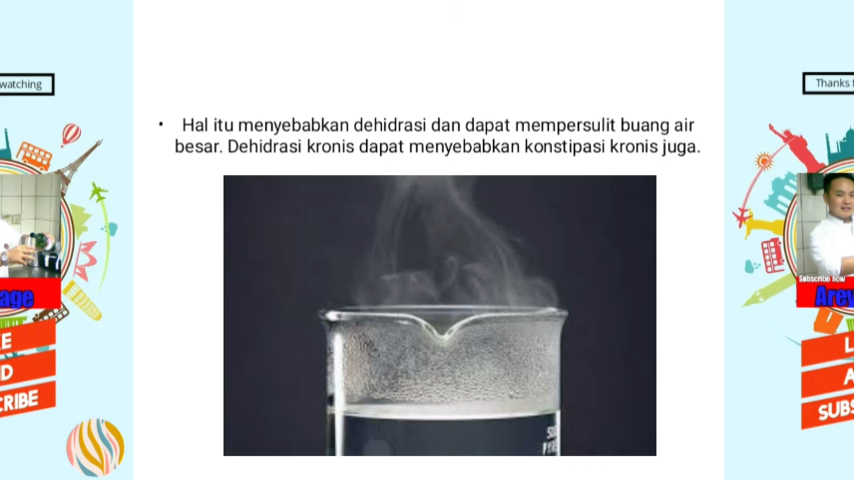 watching
Thanks
• Hal itu menyebabkan dehidrasi dan dapat mempersulit buang air
besar. Dehidrasi kronis dapat menyebabkan konstipasi kronis juga.
Subscribe now